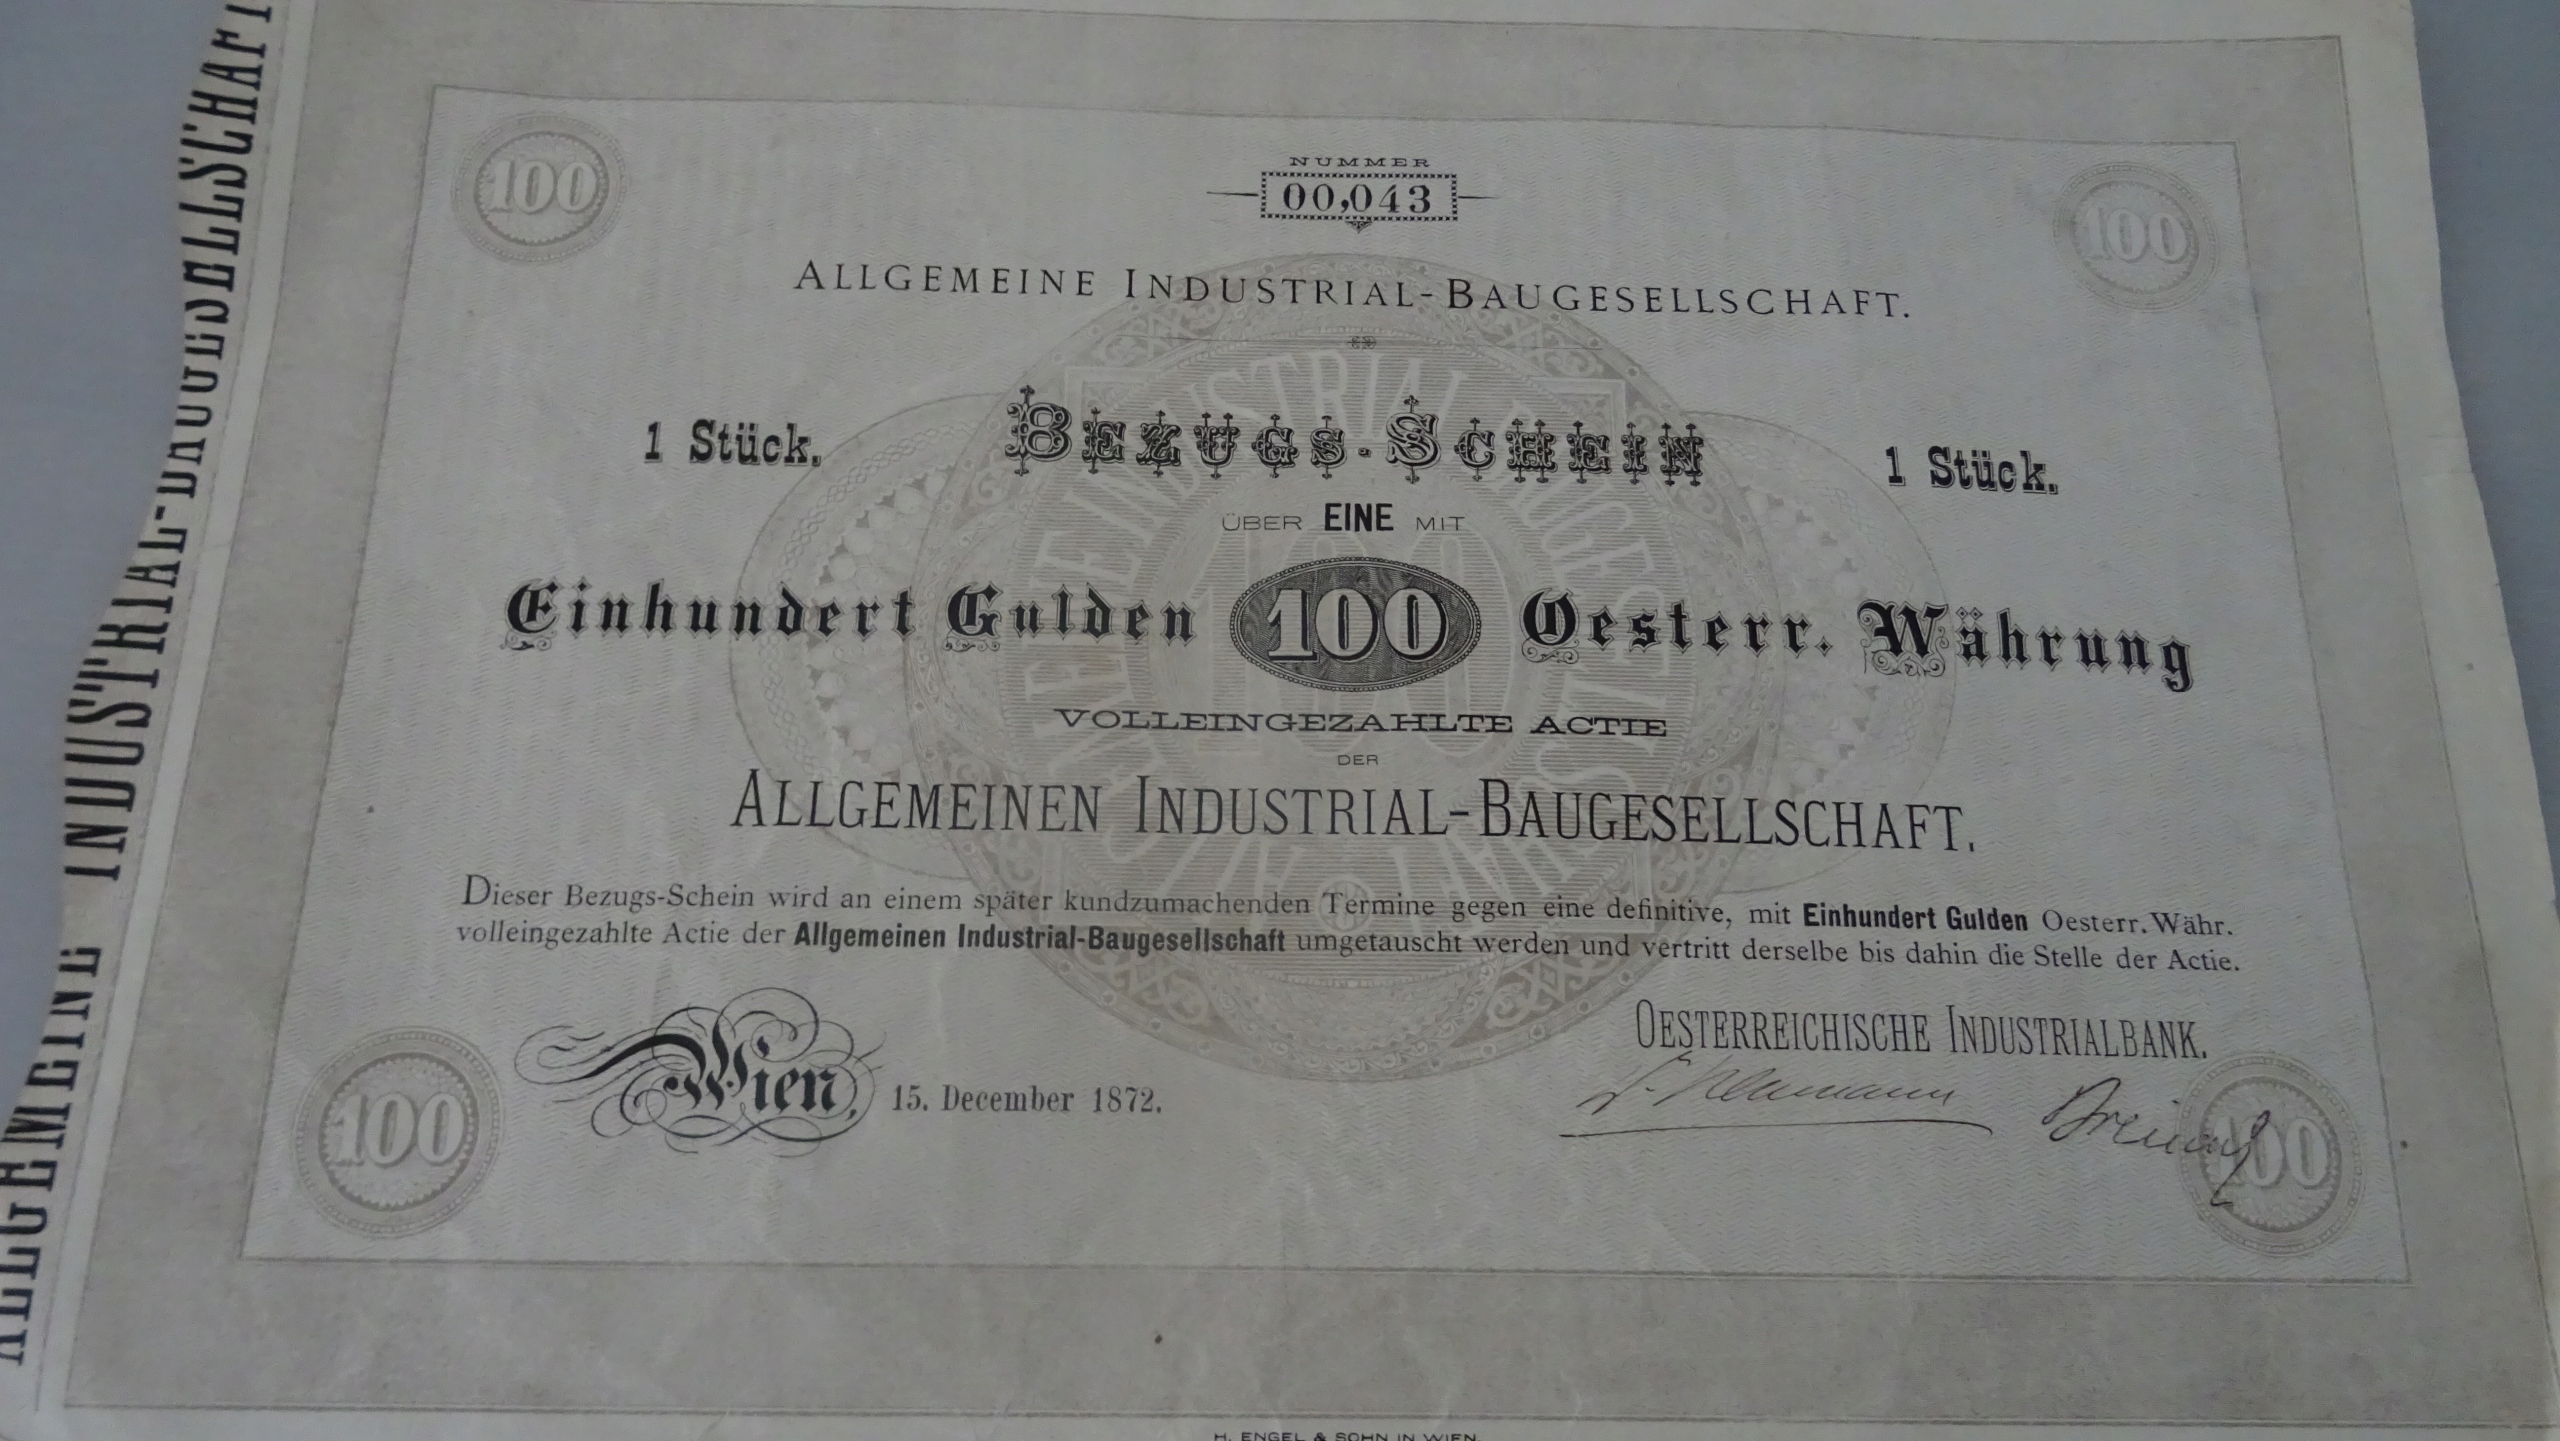 ALLGEMEINE INDUSTRIAL-BAUGESELLSCHAFT
NUMMER
00,043
100
100
ALLGEMEINE INDUSTRIAL-BAUGESELLSCHAFT.
1 Stück.
BEZUGS-SCHEIN
1 Stück.
ÜBER EINE MIT
Einhundert Gulden 100 Oesterr. Währung
VOLLEINGEZAHLTE ACTIE
DER
ALLGEMEINEN INDUSTRIAL-BAUGESELLSCHAFT.
Dieser Bezugs-Schein wird an einem später kundzumachenden Termine gegen eine definitive, mit Einhundert Gulden Oesterr. Währ.
volleingezahlte Actie der Allgemeinen Industrial-Baugesellschaft umgetauscht werden und vertritt derselbe bis dahin die Stelle der Actie.
Wien, 15. December 1872.
OESTERREICHISCHE INDUSTRIALBANK.
100
100
H. ENGEL & SOHN IN WIEN.